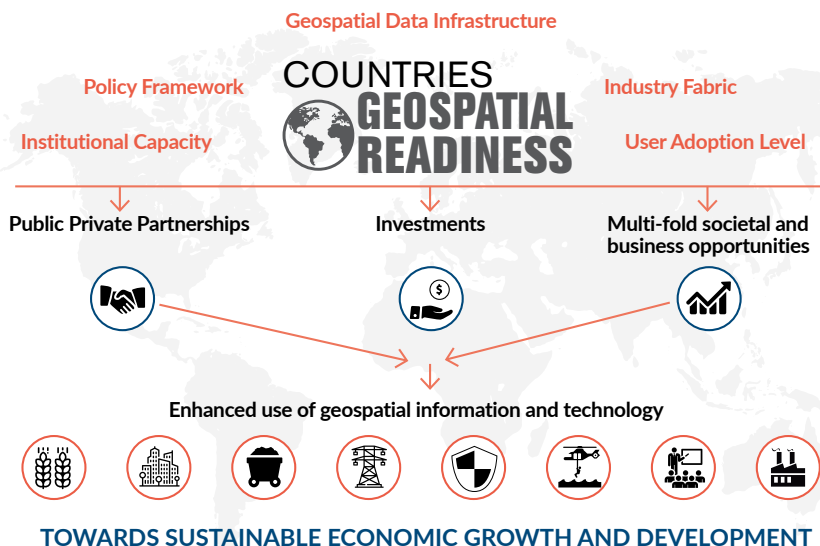 Geospatial Data Infrastructure
Policy Framework
COUNTRIES
GEOSPATIAL
READINESS
Industry Fabric
Institutional Capacity
User Adoption Level
Public Private Partnerships
Investments
Multi-fold societal and
business opportunities
$
Enhanced use of geospatial information and technology
TOWARDS SUSTAINABLE ECONOMIC GROWTH AND DEVELOPMENT